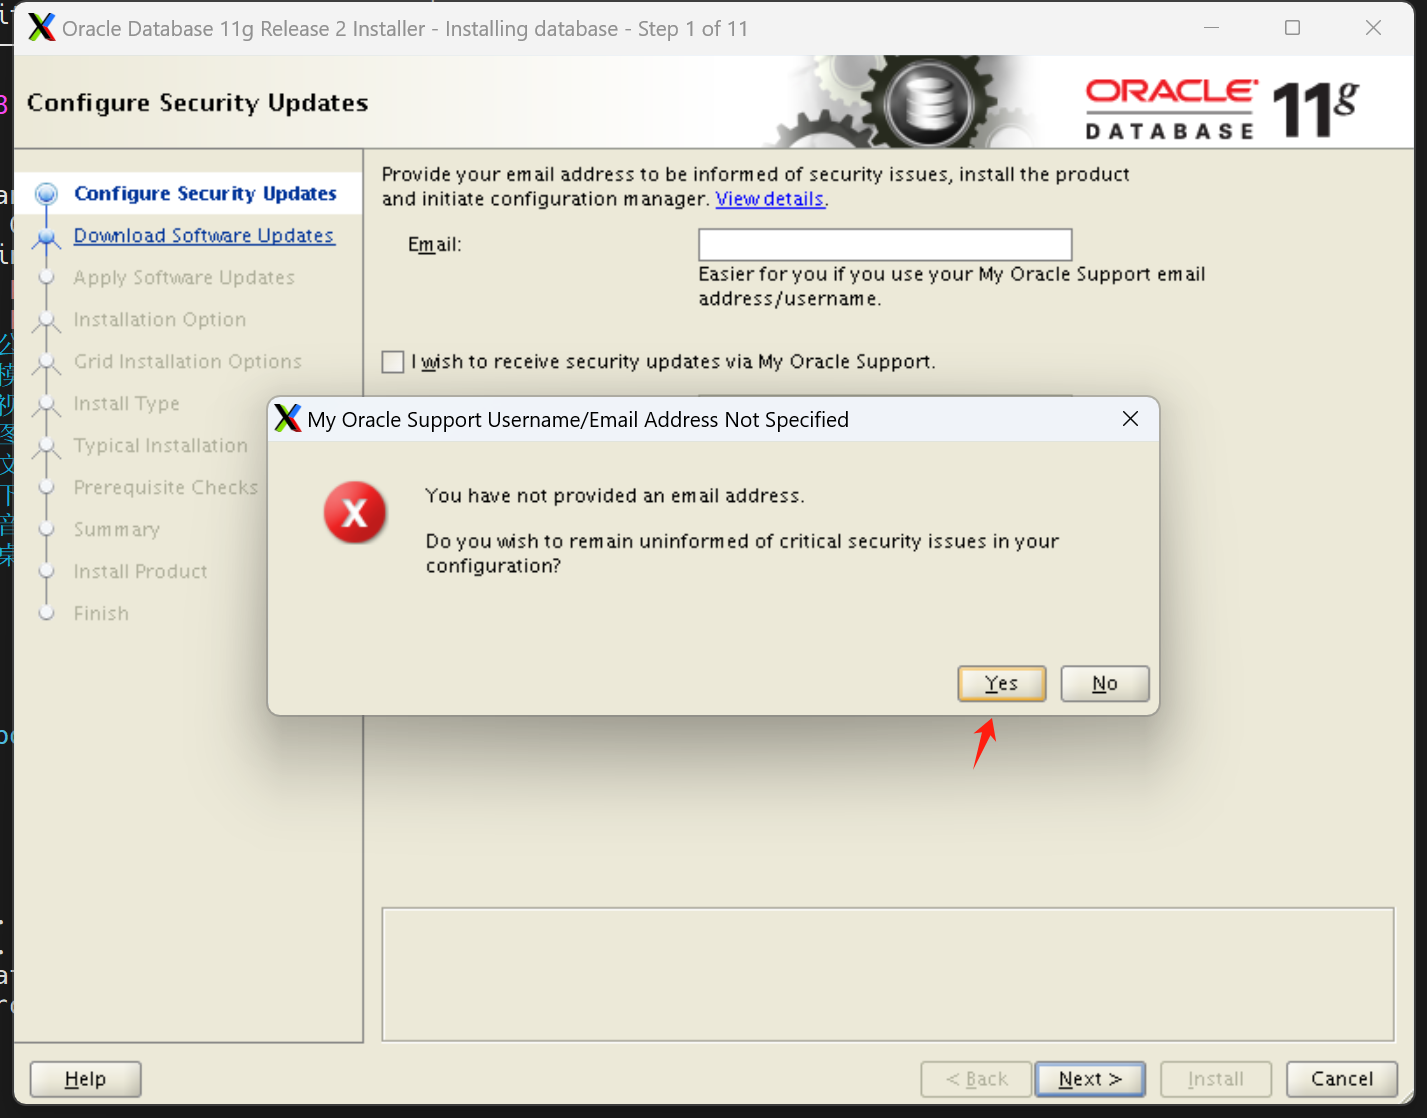 Oracle Database 11g Release 2 Installer - Installing database - Step 1 of 11
Configure Security Updates
ORACLE
DATABASE
11g
Configure Security Updates
Download Software Updates
Apply Software Updates
Installation Option
Grid Installation Options
Install Type
Typical Installation
Prerequisite Checks
Summary
Install Product
Finish
Provide your email address to be informed of security issues, install the product
and initiate configuration manager. View details.
Email:
Easier for you if you use your My Oracle Support email
address/username.
I wish to receive security updates via My Oracle Support.
My Oracle Support Username/Email Address Not Specified
You have not provided an email address.
Do you wish to remain uninformed of critical security issues in your
configuration?
Yes
No
Help
< Back
Next >
Install
Cancel